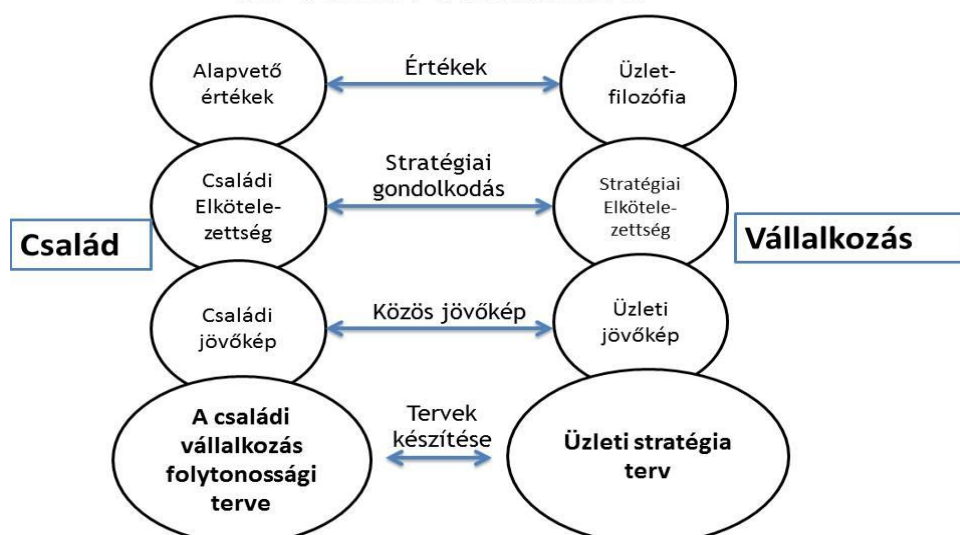 Alapvető
értékek
Értékek
Üzlet-
filozófia
Családi
Elkötele-
zettség
Stratégiai
gondolkodás
Stratégiai
Elkötele-
zettség
Család
Vállalkozás
Családi
jövőkép
Közös jövőkép
Üzleti
jövőkép
A családi
vállalkozás
folytonossági
terve
Tervek
készítése
Üzleti stratégia
terv